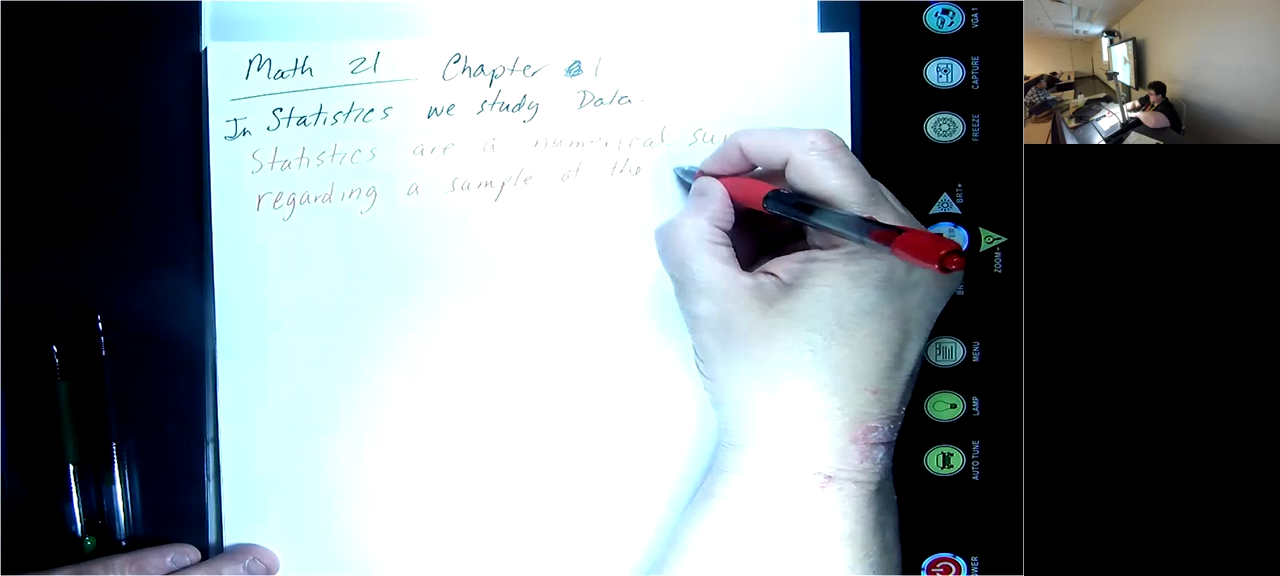 Math 21 Chapter 1
In Statistics we study Data.
Statistics are a numerical
regarding a sample of the
VGA 1
CAPTURE
FREEZE
BRT+
ZOOM-
MENU
LAMP
AUTO TUNE